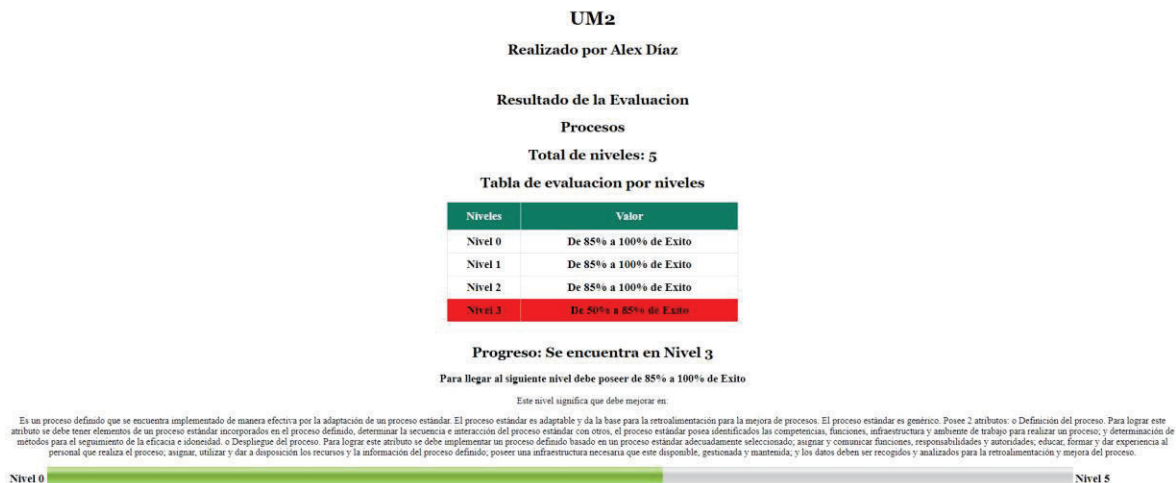 UM2
Realizado por Alex Díaz
Resultado de la Evaluacion
Procesos
Total de niveles: 5
Tabla de evaluacion por niveles
Niveles Valor
Nivel 0 De 85% a 100% de Exito
Nivel 1 De 85% a 100% de Exito
Nivel 2 De 85% a 100% de Exito
Nivel 3 De 50% a 85% de Exito
Progreso: Se encuentra en Nivel 3
Para llegar al siguiente nivel debe poseer de 85% a 100% de Exito
Este nivel significa que debe mejorar en:
Es un proceso definido que se encuentra implementado de manera efectiva por la adaptación de un proceso estándar. El proceso estándar es adaptable y da la base para la retroalimentación para la mejora de procesos. El proceso estándar es genérico. Posee 2 atributos: o Definición del proceso. Para lograr este
atributo se debe tener elementos de un proceso estándar incorporados en el proceso definido, determinar la secuencia e interacción del proceso estándar con otros, el proceso estándar posea identificados las competencias, funciones, infraestructura y ambiente de trabajo para realizar un proceso; y determinación de
métodos para el seguimiento de la eficacia e idoneidad. o Despliegue del proceso. Para lograr este atributo se debe implementar un proceso definido basado en un proceso estándar adecuadamente seleccionado; asignar y comunicar funciones, responsabilidades y autoridades; educar, formar y dar experiencia al
personal que realiza el proceso; asignar, utilizar y dar a disposición los recursos y la información del proceso definido; poseer una infraestructura necesaria que este disponible, gestionada y mantenida; y los datos deben ser recogidos y analizados para la retroalimentación y mejora del proceso.
Nivel 0 Nivel 5